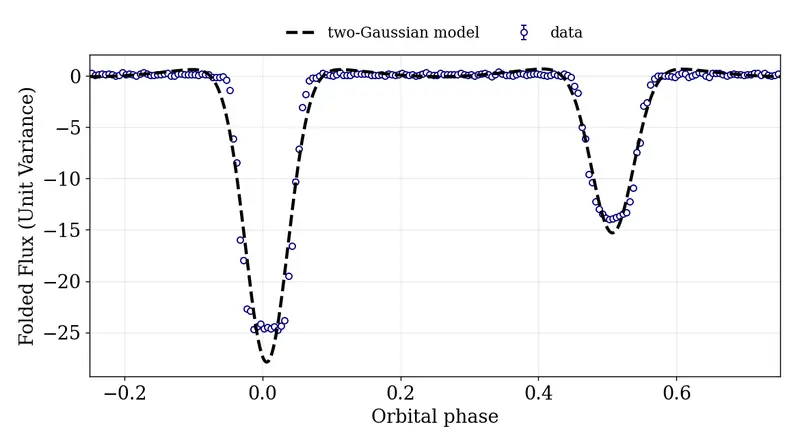 two-Gaussian model data
Folded Flux (Unit Variance)
0
−5
−10
−15
−20
−25
−0.2 0.0 0.2 0.4 0.6
Orbital phase